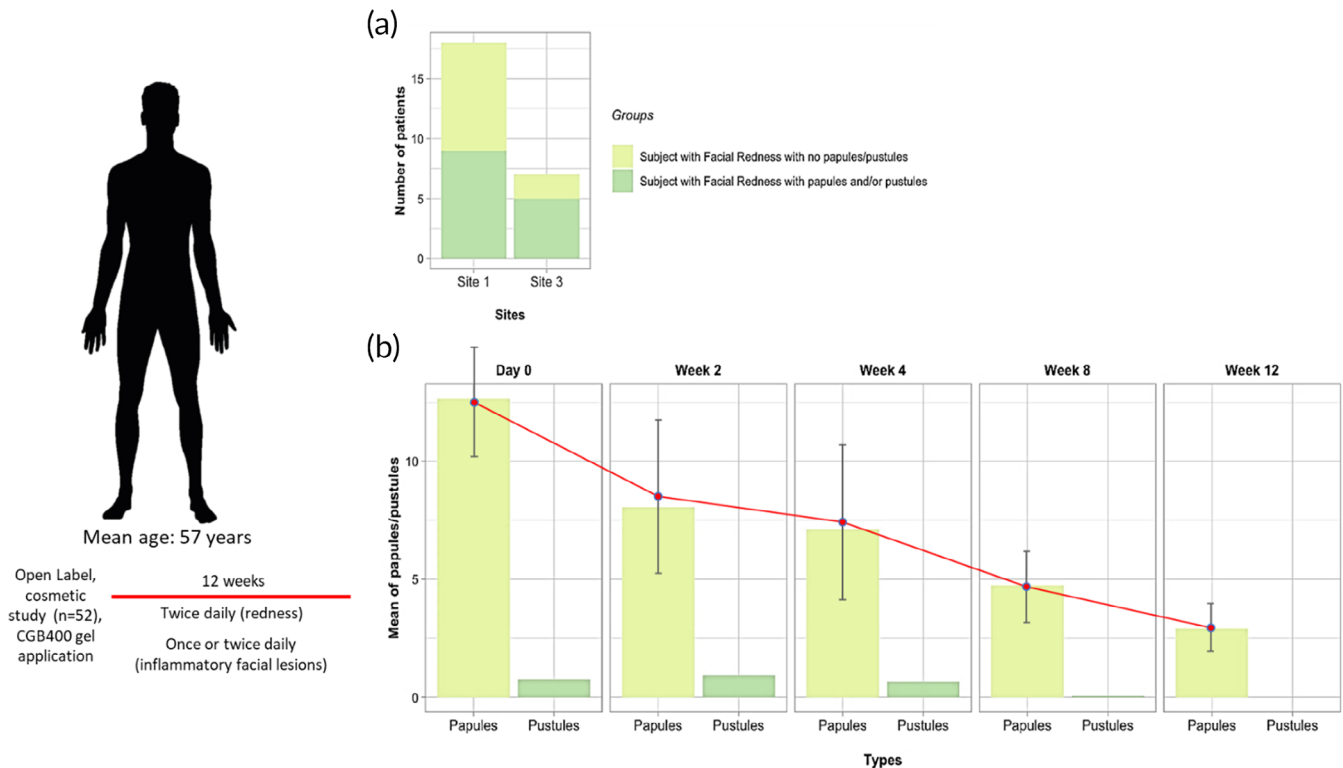 (a)
Number of patients
15
10
5
0
Site 1
Site 3
Sites
Groups
Subject with Facial Redness with no papules/pustules
Subject with Facial Redness with papules and/or pustules
Mean age: 57 years
Open Label,
cosmetic
study (n=52),
CGB400 gel
application
12 weeks
Twice daily (redness)
Once or twice daily
(inflammatory facial lesions)
(b)
Day 0
Week 2
Week 4
Week 8
Week 12
Mean of papules/pustules
10
5
0
Papules
Pustules
Papules
Pustules
Papules
Pustules
Papules
Pustules
Papules
Pustules
Types